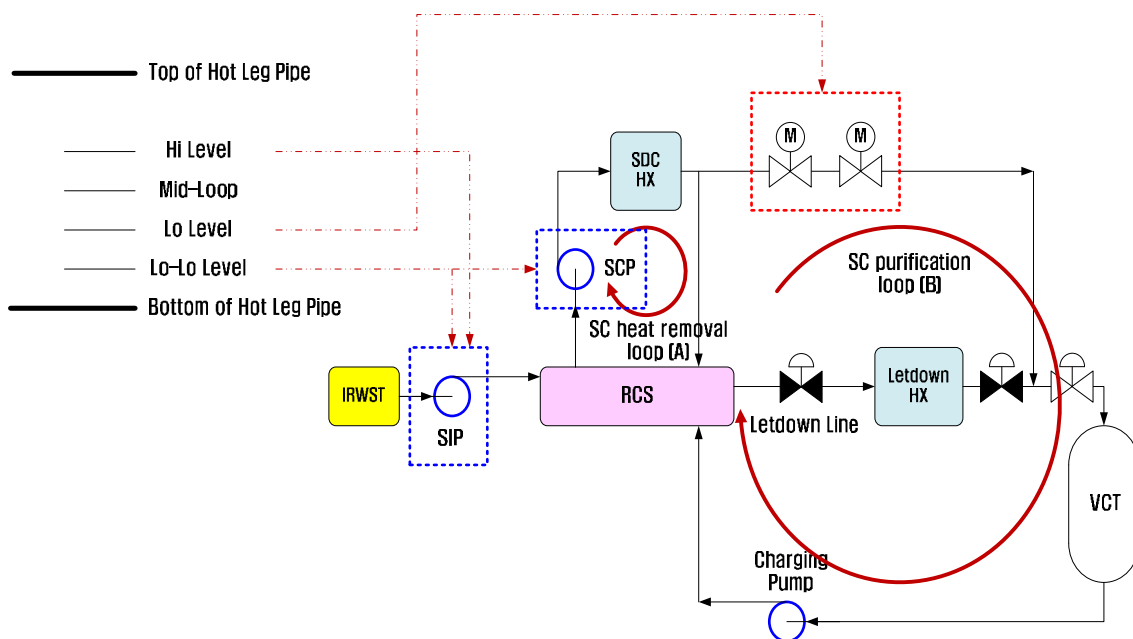 Top of Hot Leg Pipe
Hi Level
Mid-Loop
Lo Level
Lo-Lo Level
Bottom of Hot Leg Pipe
M
M
SDC
HX
SCP
SC heat removal
loop (A)
SC purification
loop (B)
IRWST
SIP
RCS
Letdown Line
Letdown
HX
VCT
Charging
Pump